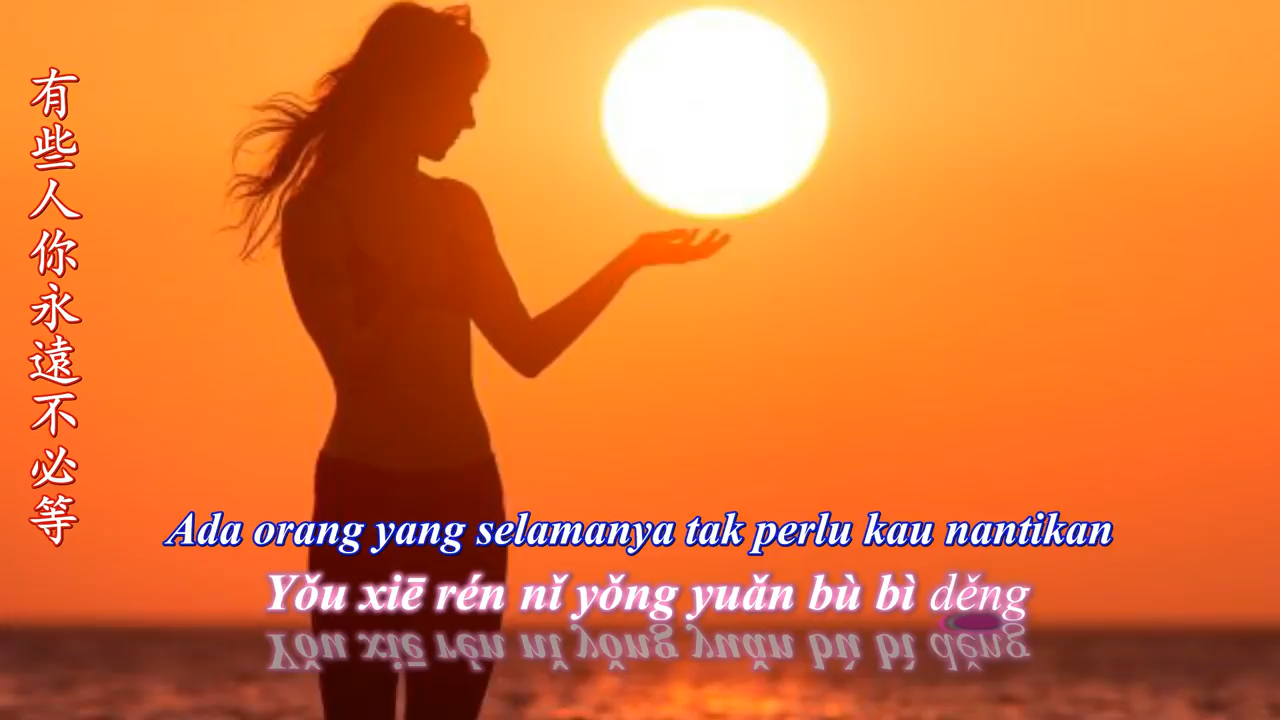 有些人你永遠不必等
Ada orang yang selamanya tak perlu kau nantikan
Yǒu xiē rén nǐ yǒng yuǎn bù bì děng